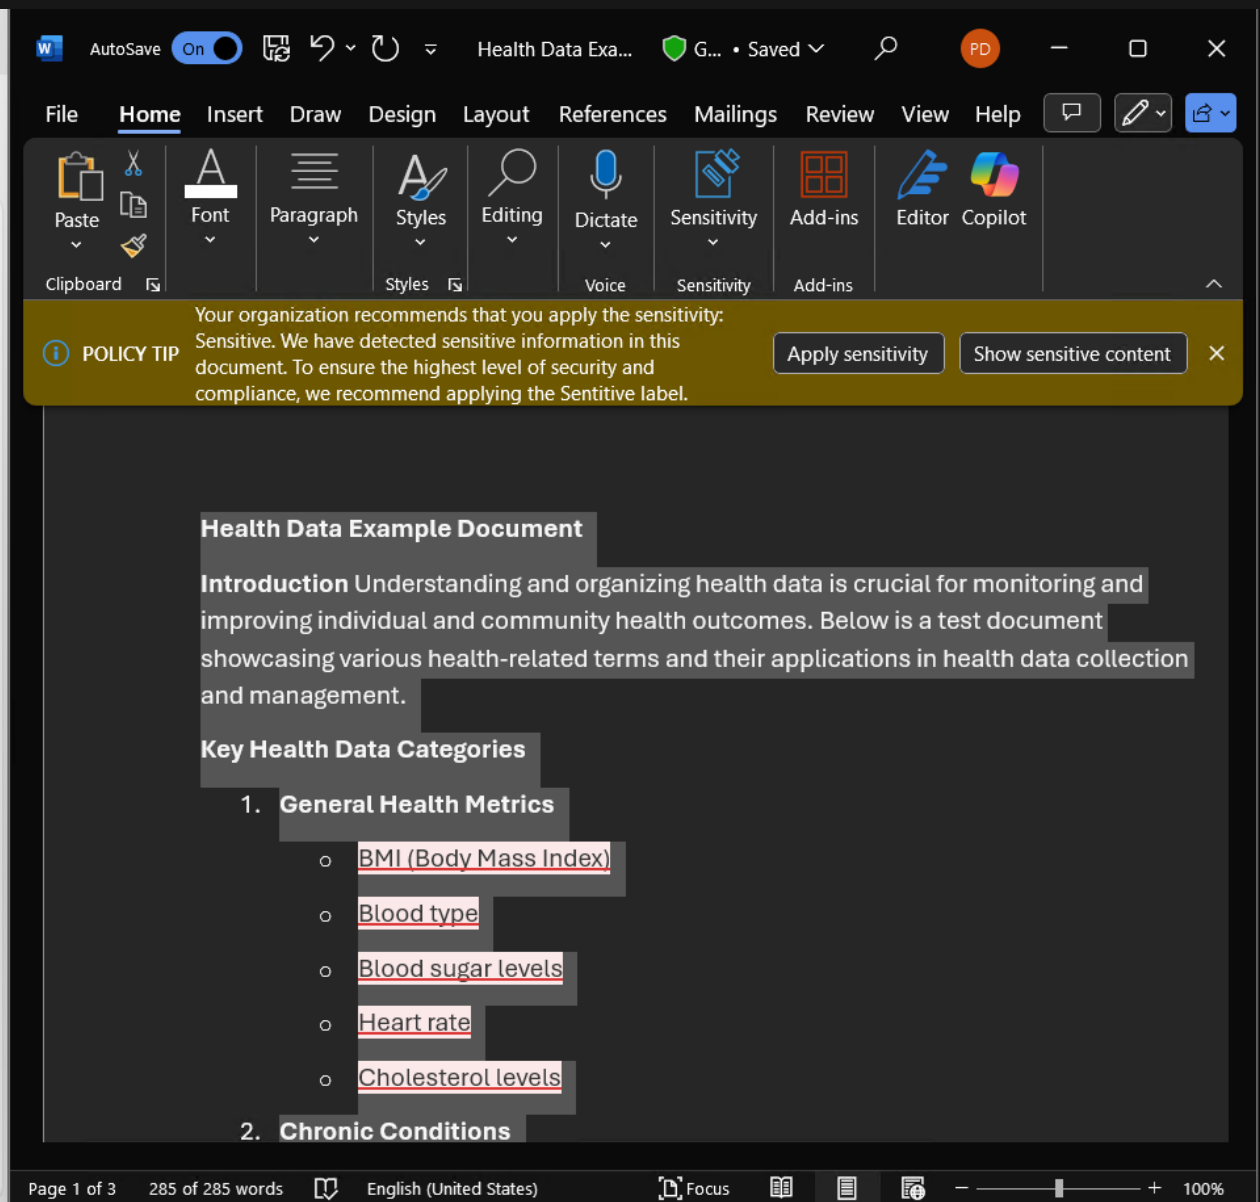 W AutoSave On Health Data Exa... G... • Saved PD
File Home Insert Draw Design Layout References Mailings Review View Help
Paste Font Paragraph Styles Editing Dictate Sensitivity Add-ins Editor Copilot
Clipboard Styles Voice Sensitivity Add-ins
POLICY TIP
Your organization recommends that you apply the sensitivity:
Sensitive. We have detected sensitive information in this
document. To ensure the highest level of security and
compliance, we recommend applying the Sentitive label.
Apply sensitivity Show sensitive content
Health Data Example Document
Introduction Understanding and organizing health data is crucial for monitoring and
improving individual and community health outcomes. Below is a test document
showcasing various health-related terms and their applications in health data collection
and management.
Key Health Data Categories
1. General Health Metrics
o BMI (Body Mass Index)
o Blood type
o Blood sugar levels
o Heart rate
o Cholesterol levels
2. Chronic Conditions
Page 1 of 3 285 of 285 words English (United States) Focus 100%